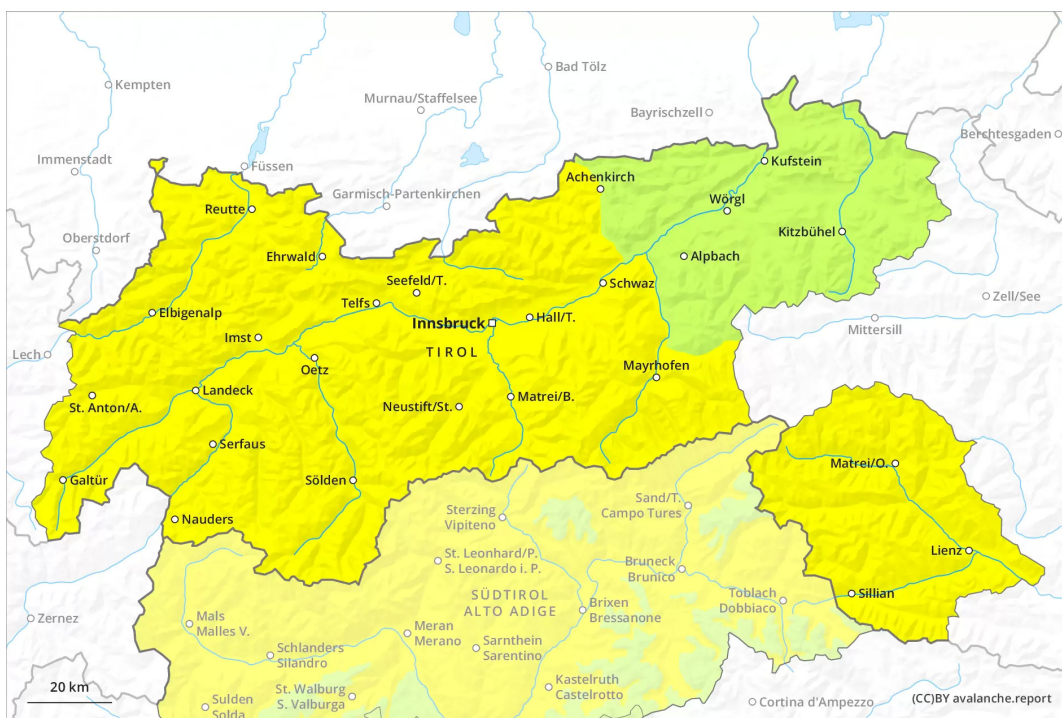 Kempten
Bad Tölz
Murnau/Staffelsee
Bayrischzell
Berchtesgaden
Immenstadt
Füssen
Kufstein
Achenkirch
Garmisch-Partenkirchen
Reutte
Wörgl
Oberstdorf
Kitzbühel
Ehrwald
Alpbach
Seefeld/T.
Schwaz
Zell/See
Telfs
Elbigenalp
Hall/T.
Innsbruck
Mittersill
Imst
Lech
TIROL
Oetz
Mayrhofen
Landeck
St. Anton/A.
Matrei/B.
Neustift/St.
Serfaus
Matrei/O.
Galtür
Sölden
Sand/T.
Campo Tures
Sterzing
Vipiteno
Nauders
Lienz
St. Leonhard/P.
S. Leonardo i. P.
Bruneck
Brunico
Sillian
SÜDTIROL
ALTO ADIGE
Toblach
Dobbiaco
Brixen
Bressanone
Zernez
Mals
Malles V.
Meran
Merano
Sarnthein
Sarentino
Schlanders
Silandro
Kastelruth
Castelrotto
20 km
St. Walburg
S. Valburga
Sulden
Solda
Cortina d'Ampezzo
(CC)BY avalanche.report